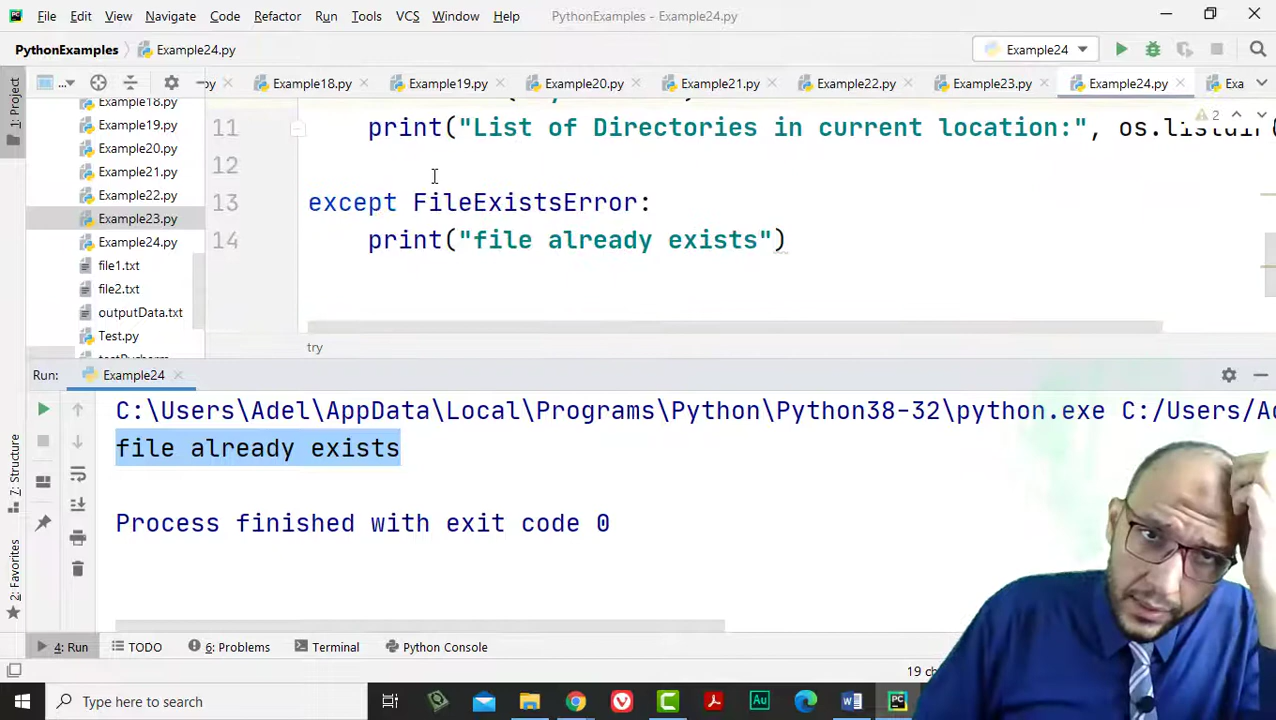 File Edit View Navigate Code Refactor Run Tools VCS Window Help PythonExamples - Example24.py
PythonExamples Example24.py Example24
1: Project
...
.py Example18.py Example19.py Example20.py Example21.py Example22.py Example23.py Example24.py Exa
Example18.py
Example19.py
Example20.py
Example21.py
Example22.py
Example23.py
Example24.py
file1.txt
file2.txt
outputData.txt
Test.py
11 print("List of Directories in current location:", os.listdir(
2
12
13 except FileExistsError:
14 print("file already exists")
try
Run: Example24
C:\Users\Adel\AppData\Local\Programs\Python\Python38-32\python.exe C:/Users/Ad
file already exists
Process finished with exit code 0
7: Structure
2: Favorites
4: Run TODO 6: Problems Terminal Python Console
19 ch
Type here to search
Au